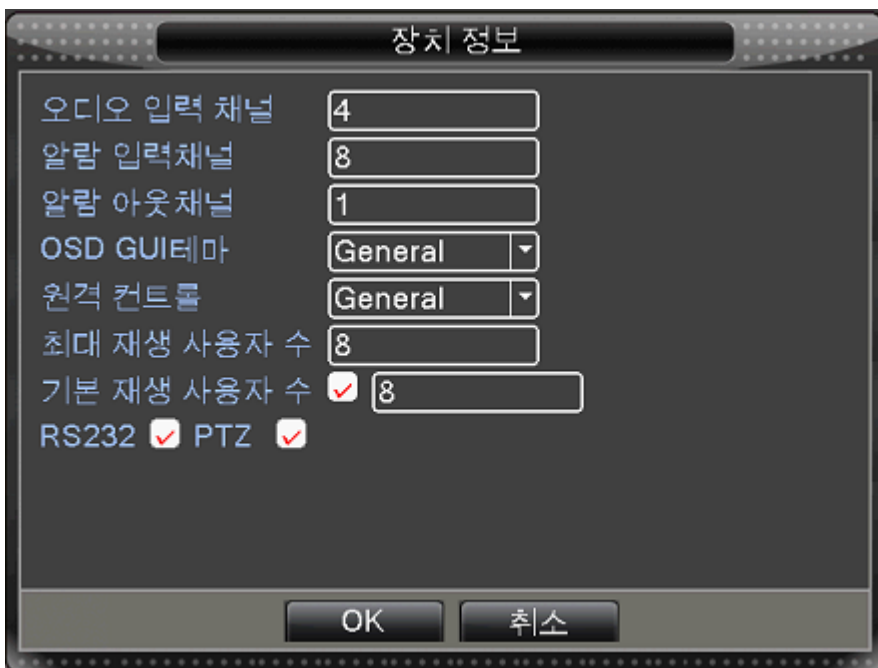 장치 정보
오디오 입력 채널 4
알람 입력채널 8
알람 아웃채널 1
OSD GUI테마 General
원격 컨트롤 General
최대 재생 사용자 수 8
기본 재생 사용자 수 8
RS232 PTZ
OK 취소